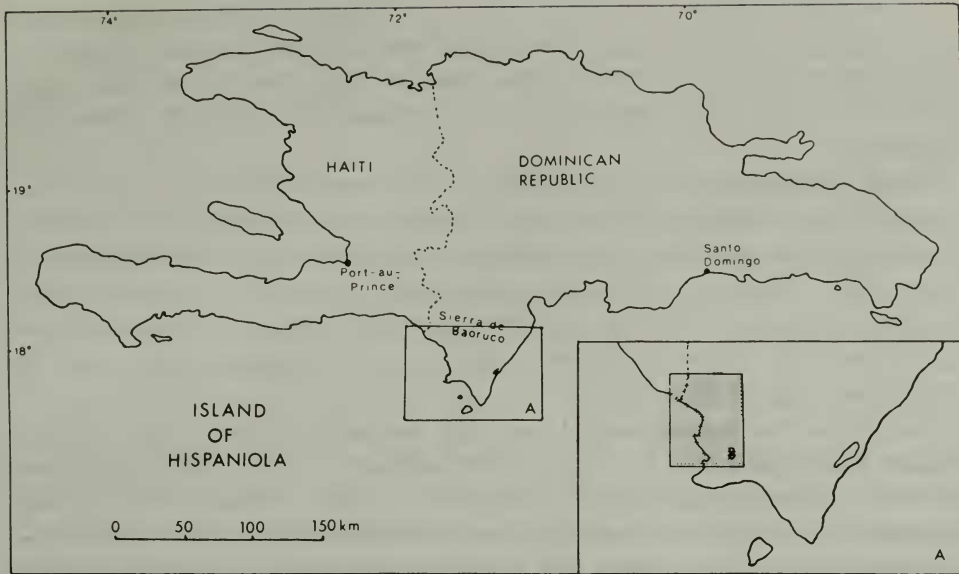 74°
72°
70°
HAITI
DOMINICAN
REPUBLIC
19°
Santo
Domingo
Port-au-
Prince
Sierra de
Baoruco
18°
A
ISLAND
OF
HISPANIOLA
B
0 50 100 150 km
A